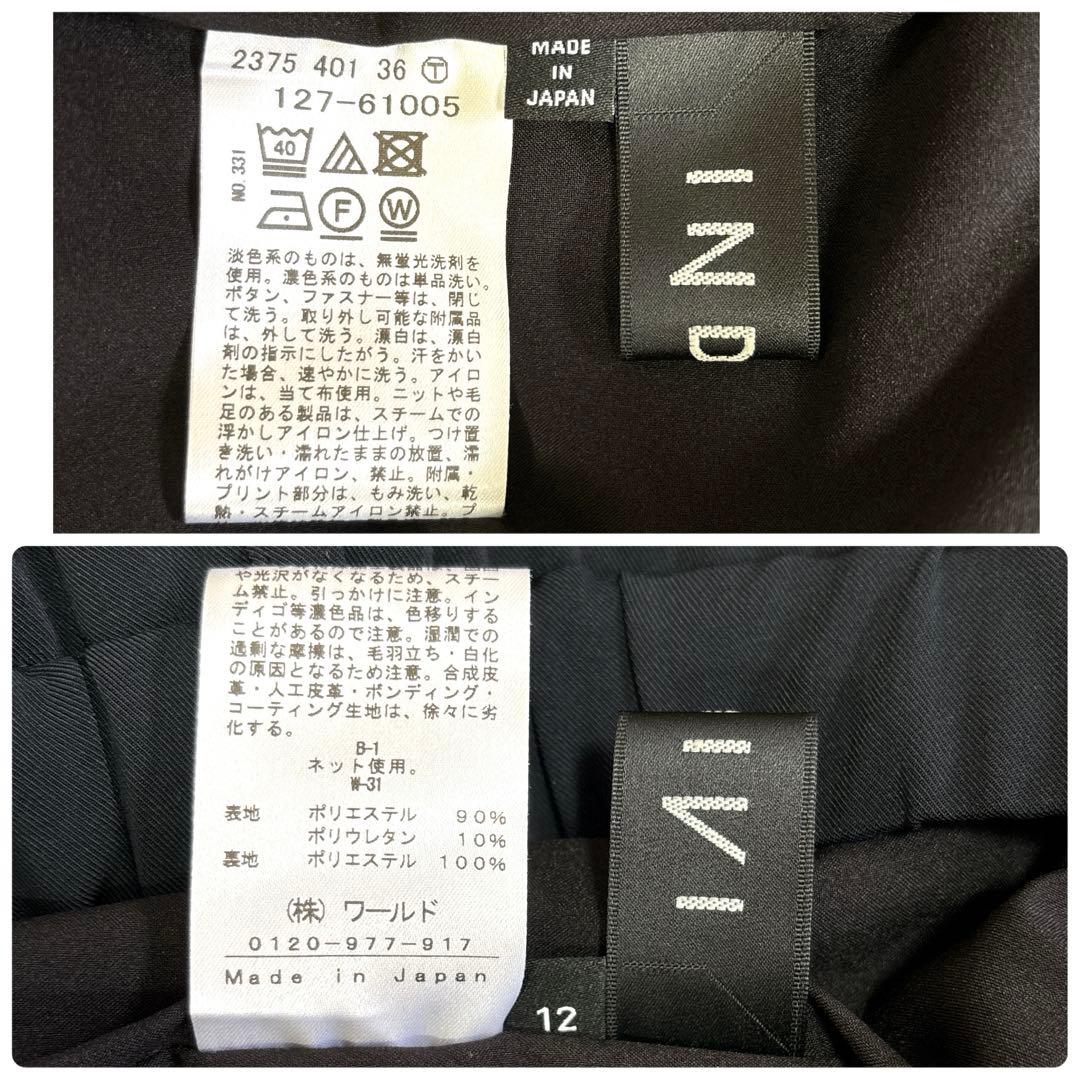 2375 401 36 Ⓣ
127-61005
NO.331
40
F
W
淡色系のものは、無蛍光洗剤を
使用。濃色系のものは単品洗い。
ボタン、ファスナー等は、閉じ
て洗う。取り外し可能な附属品
は、外して洗う。漂白は、漂白
剤の指示にしたがう。汗をかい
た場合、速やかに洗う。アイロ
ンは、当て布使用。ニットや毛
足のある製品は、スチームでの
浮かしアイロン仕上げ。つけ置
き洗い・濡れたままの放置、濡
れがけアイロン、禁止。附属・
プリント部分は、もみ洗い、乾
熱・スチームアイロン禁止。プ
MADE
IN
JAPAN
IND
や光沢がなくなるため、スチー
ム禁止。引っかけに注意。イン
ディゴ等濃色品は、色移りする
ことがあるので注意。湿潤での
過剰な摩擦は、毛羽立ち・白化
の原因となるため注意。合成皮
革・人工皮革・ボンディング・
コーティング生地は、徐々に劣
化する。
B-1
ネット使用。
W-31
表地 ポリエステル 90%
ポリウレタン 10%
裏地 ポリエステル 100%
(株) ワールド
0120-977-917
Made in Japan
IVI
12